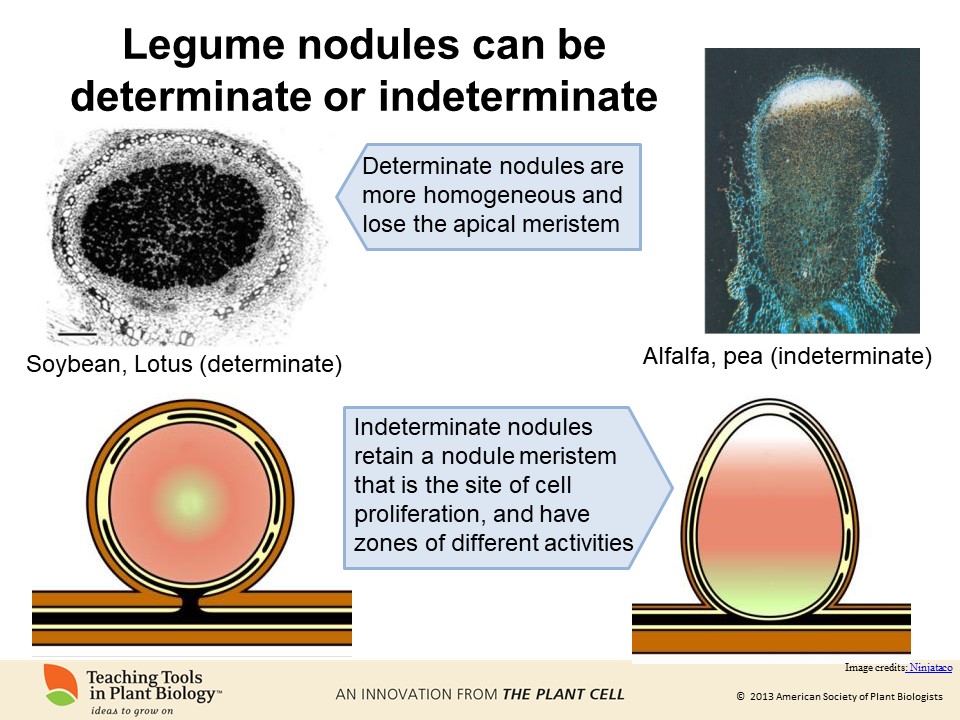 Legume nodules can be
determinate or indeterminate
Determinate nodules are
more homogeneous and
lose the apical meristem
Soybean, Lotus (determinate)
Alfalfa, pea (indeterminate)
Indeterminate nodules
retain a nodule meristem
that is the site of cell
proliferation, and have
zones of different activities
Image credits: Ninjataco
Teaching Tools
in Plant Biology™
ideas to grow on
AN INNOVATION FROM THE PLANT CELL
© 2013 American Society of Plant Biologists